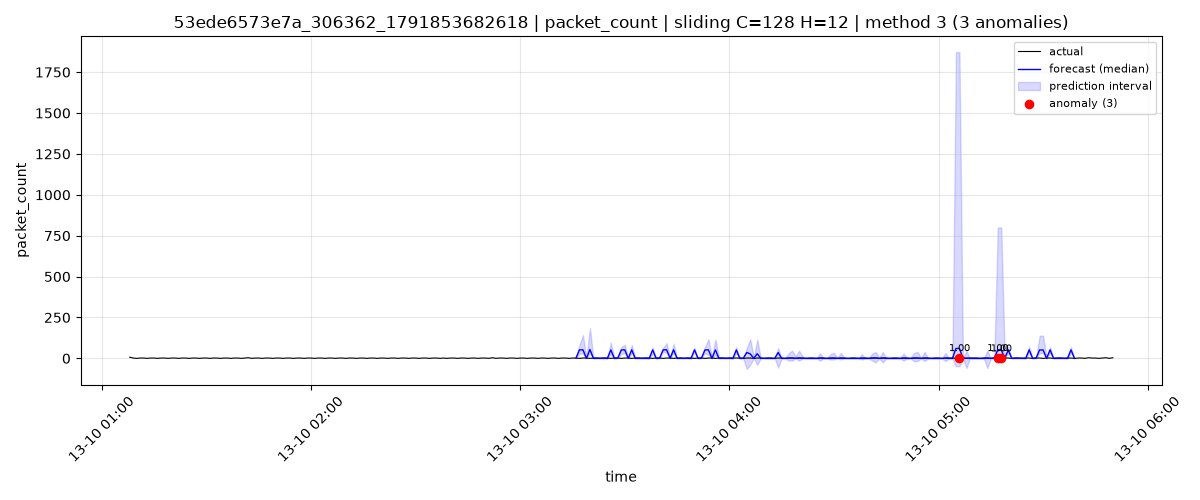 53ede6573e7a_306362_1791853682618 | packet_count | sliding C=128 H=12 | method 3 (3 anomalies)
actual
forecast (median)
prediction interval
anomaly (3)
packet_count
1750
1500
1250
1000
750
500
250
0
1.00
13-10 01:00
13-10 02:00
13-10 03:00
13-10 04:00
13-10 05:00
13-10 06:00
time